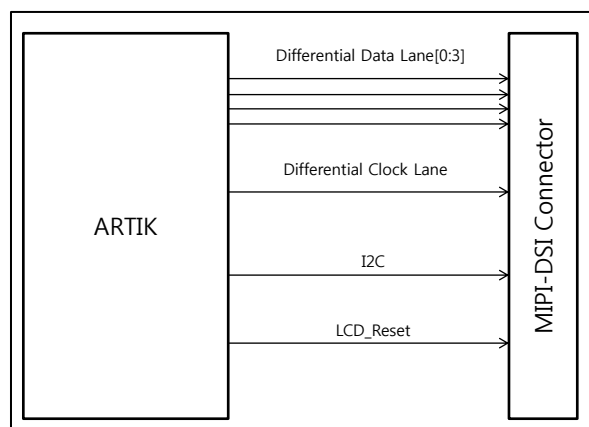 Differential Data Lane[0:3]
Differential Clock Lane
ARTIK
I2C
LCD_Reset
MIPI-DSI Connector